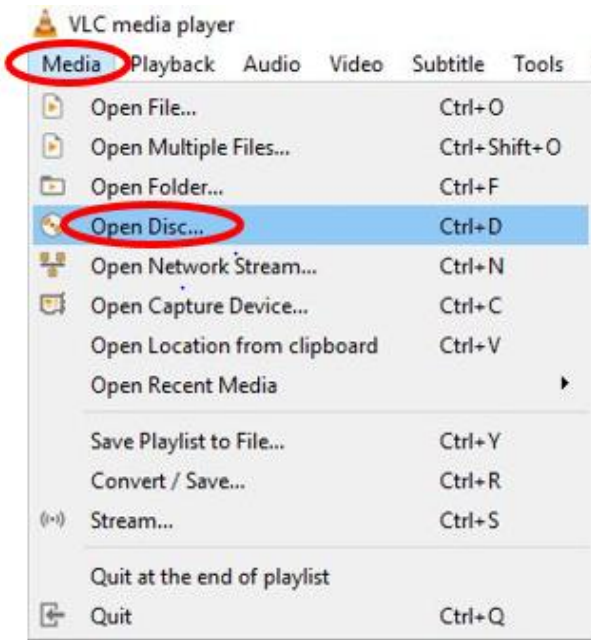 VLC media player
Media Playback Audio Video Subtitle Tools
Open File... Ctrl+O
Open Multiple Files... Ctrl+Shift+O
Open Folder... Ctrl+F
Open Disc... Ctrl+D
Open Network Stream... Ctrl+N
Open Capture Device... Ctrl+C
Open Location from clipboard Ctrl+V
Open Recent Media
Save Playlist to File... Ctrl+Y
Convert / Save... Ctrl+R
Stream... Ctrl+S
Quit at the end of playlist
Quit Ctrl+Q